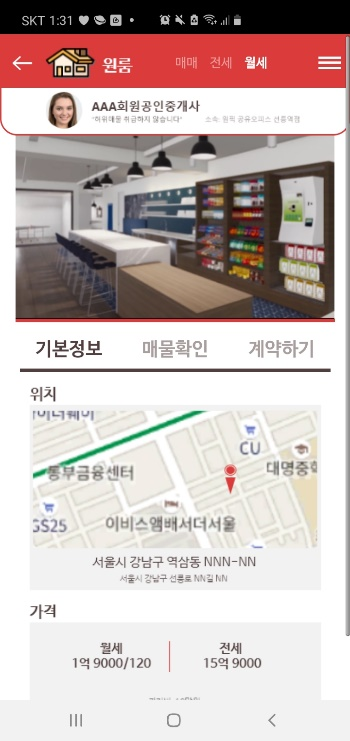 SKT 1:31
원룸
매매 전세 월세
AAA회원공인중개사
"허위매물 취급하지 않습니다"
소속: 원픽 공유오피스 선릉역점
기본정보 매물확인 계약하기
위치
CU
통부금융센터
대명중학
GS25
이비스앰배서더서울
서울시 강남구 역삼동 NNN-NN
서울시 강남구 선릉로 NN길 NN
가격
월세 전세
1억 9000/120 15억 9000